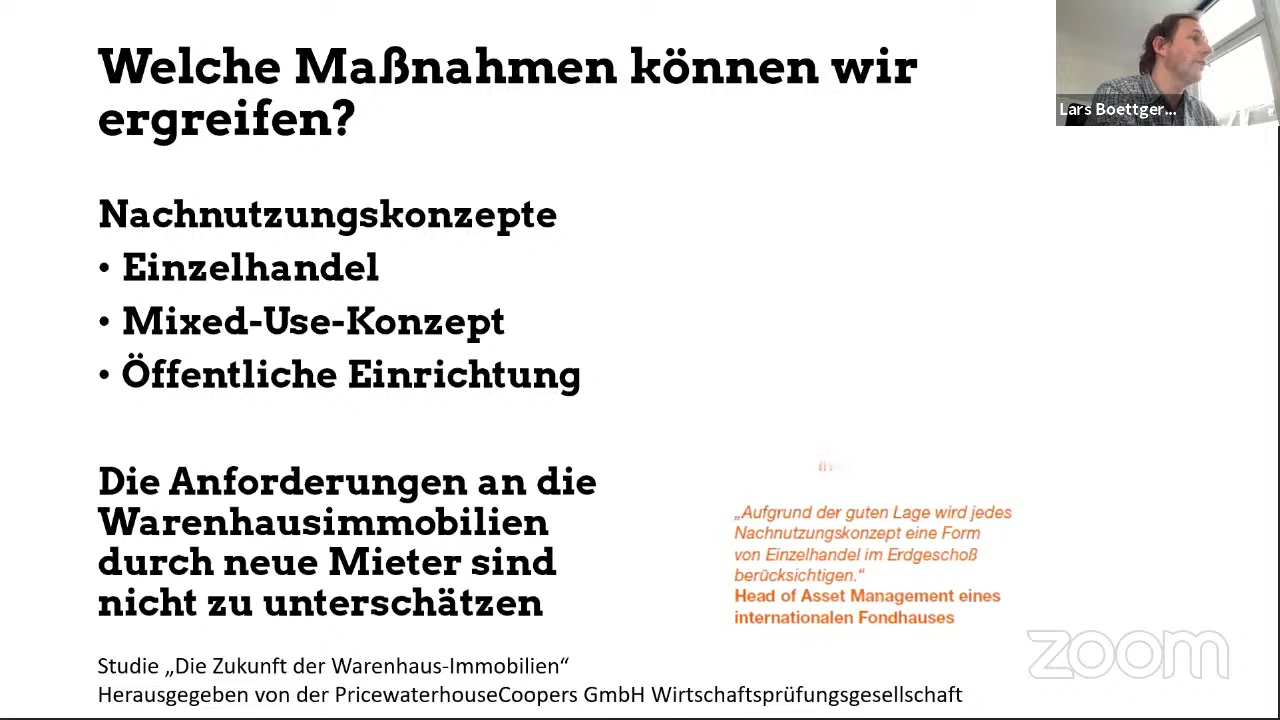 Welche Maßnahmen können wir
ergreifen?
Lars Boettger...
Nachnutzungskonzepte
• Einzelhandel
• Mixed-Use-Konzept
• Öffentliche Einrichtung
Die Anforderungen an die
Warenhausimmobilien
durch neue Mieter sind
nicht zu unterschätzen
„Aufgrund der guten Lage wird jedes
Nachnutzungskonzept eine Form
von Einzelhandel im Erdgeschoß
berücksichtigen.“
Head of Asset Management eines
internationalen Fondhauses
zoom
Studie „Die Zukunft der Warenhaus-Immobilien“
Herausgegeben von der PricewaterhouseCoopers GmbH Wirtschaftsprüfungsgesellschaft